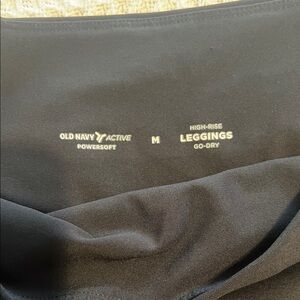 OLD NAVY ACTIVE
POWERSOFT
M
HIGH-RISE
LEGGINGS
GO-DRY